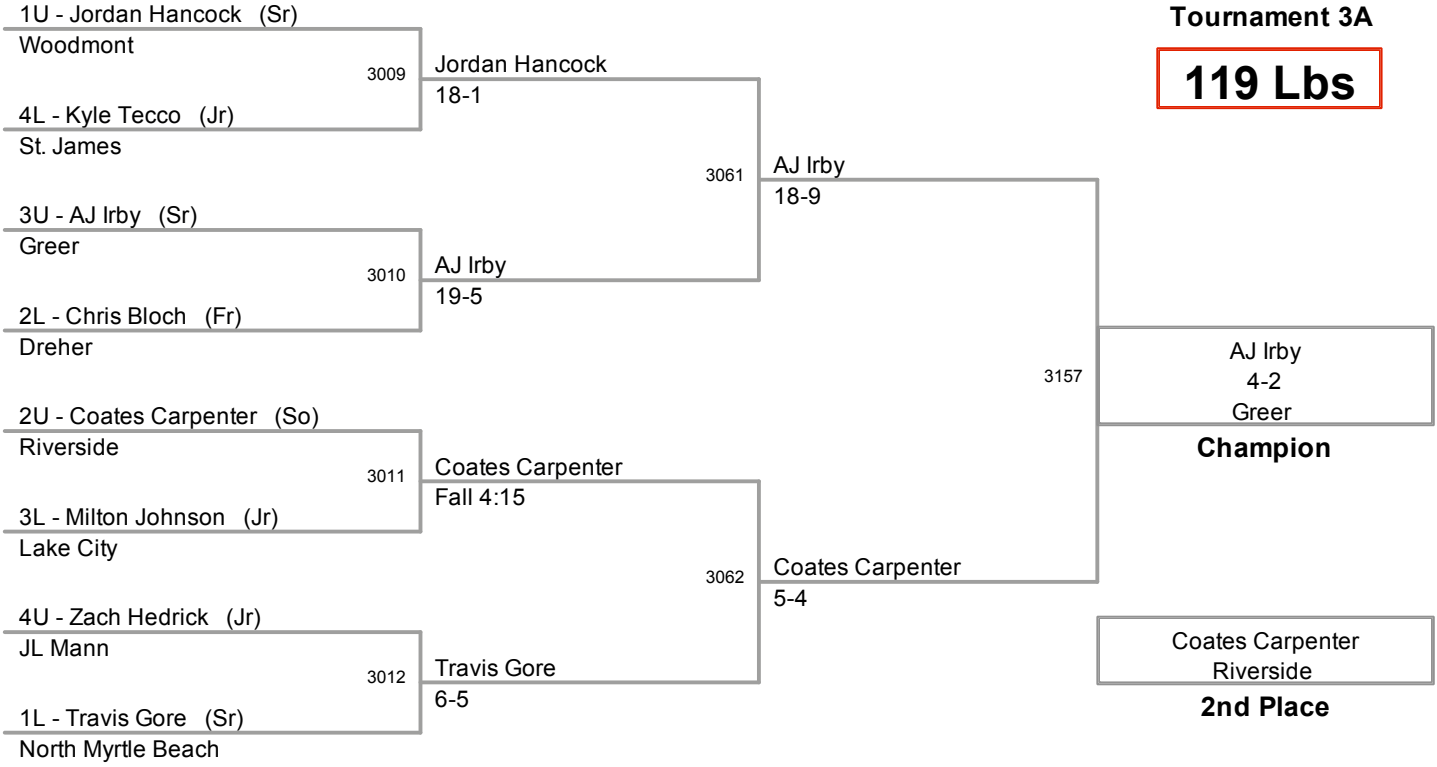 1U - Jordan Hancock (Sr)
Woodmont
3009
4L - Kyle Tecco (Jr)
St. James
Jordan Hancock
18-1
3U - AJ Irby (Sr)
Greer
3010
2L - Chris Bloch (Fr)
Dreher
AJ Irby
19-5
3061
AJ Irby
18-9
2U - Coates Carpenter (So)
Riverside
3011
3L - Milton Johnson (Jr)
Lake City
Coates Carpenter
Fall 4:15
4U - Zach Hedrick (Jr)
JL Mann
3012
1L - Travis Gore (Sr)
North Myrtle Beach
Travis Gore
6-5
3062
Coates Carpenter
5-4
3157
Tournament 3A
119 Lbs
AJ Irby
4-2
Greer
Champion
Coates Carpenter
Riverside
2nd Place